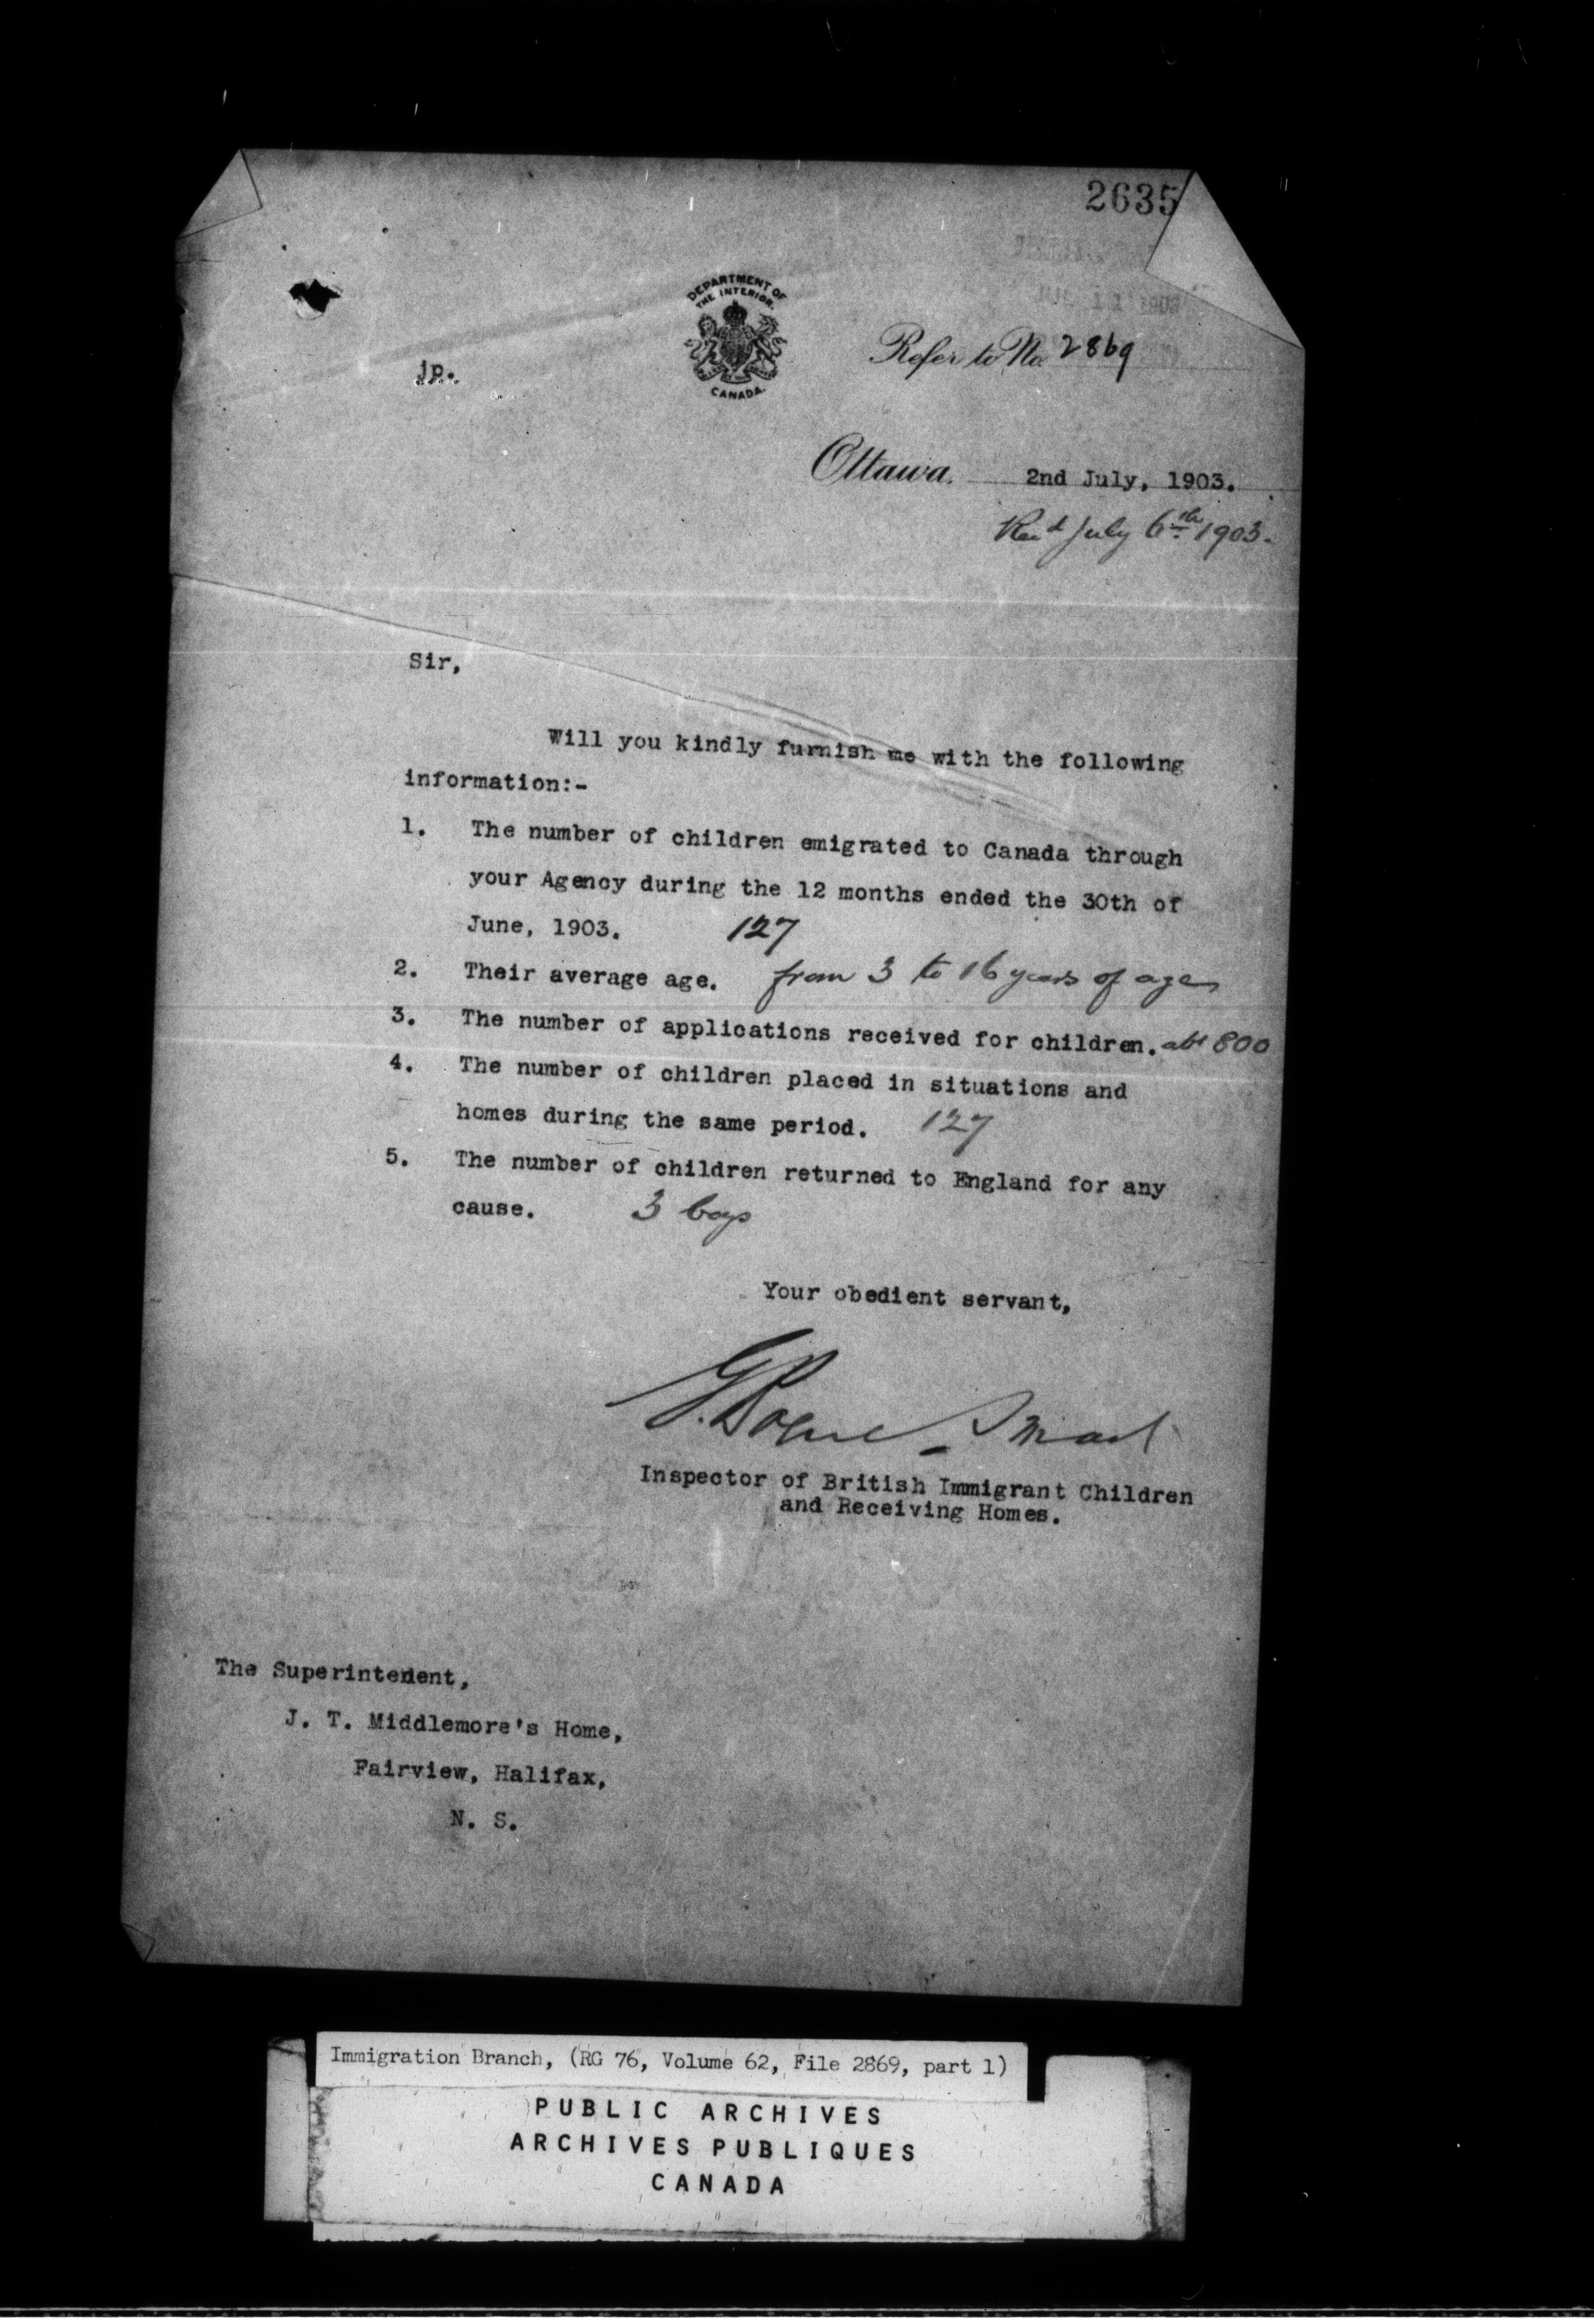 2635
DEPARTMENT OF
THE INTERIOR.
CANADA.
Refer to No. 2869
jp.
Ottawa. 2nd July, 1903.
Recd July 6th 1903.
Sir,
Will you kindly furnish me with the following
information:-
1. The number of children emigrated to Canada through
your Agency during the 12 months ended the 30th of
June, 1903. 127
2. Their average age. from 3 to 16 years of age
3. The number of applications received for children. abt 800
4. The number of children placed in situations and
homes during the same period. 127
5. The number of children returned to England for any
cause. 3 boys
Your obedient servant,
G. Bogue Smart
Inspector of British Immigrant Children
and Receiving Homes.
The Superintendent,
J. T. Middlemore's Home,
Fairview, Halifax,
N. S.
Immigration Branch, (RG 76, Volume 62, File 2869, part 1)
PUBLIC ARCHIVES
ARCHIVES PUBLIQUES
CANADA